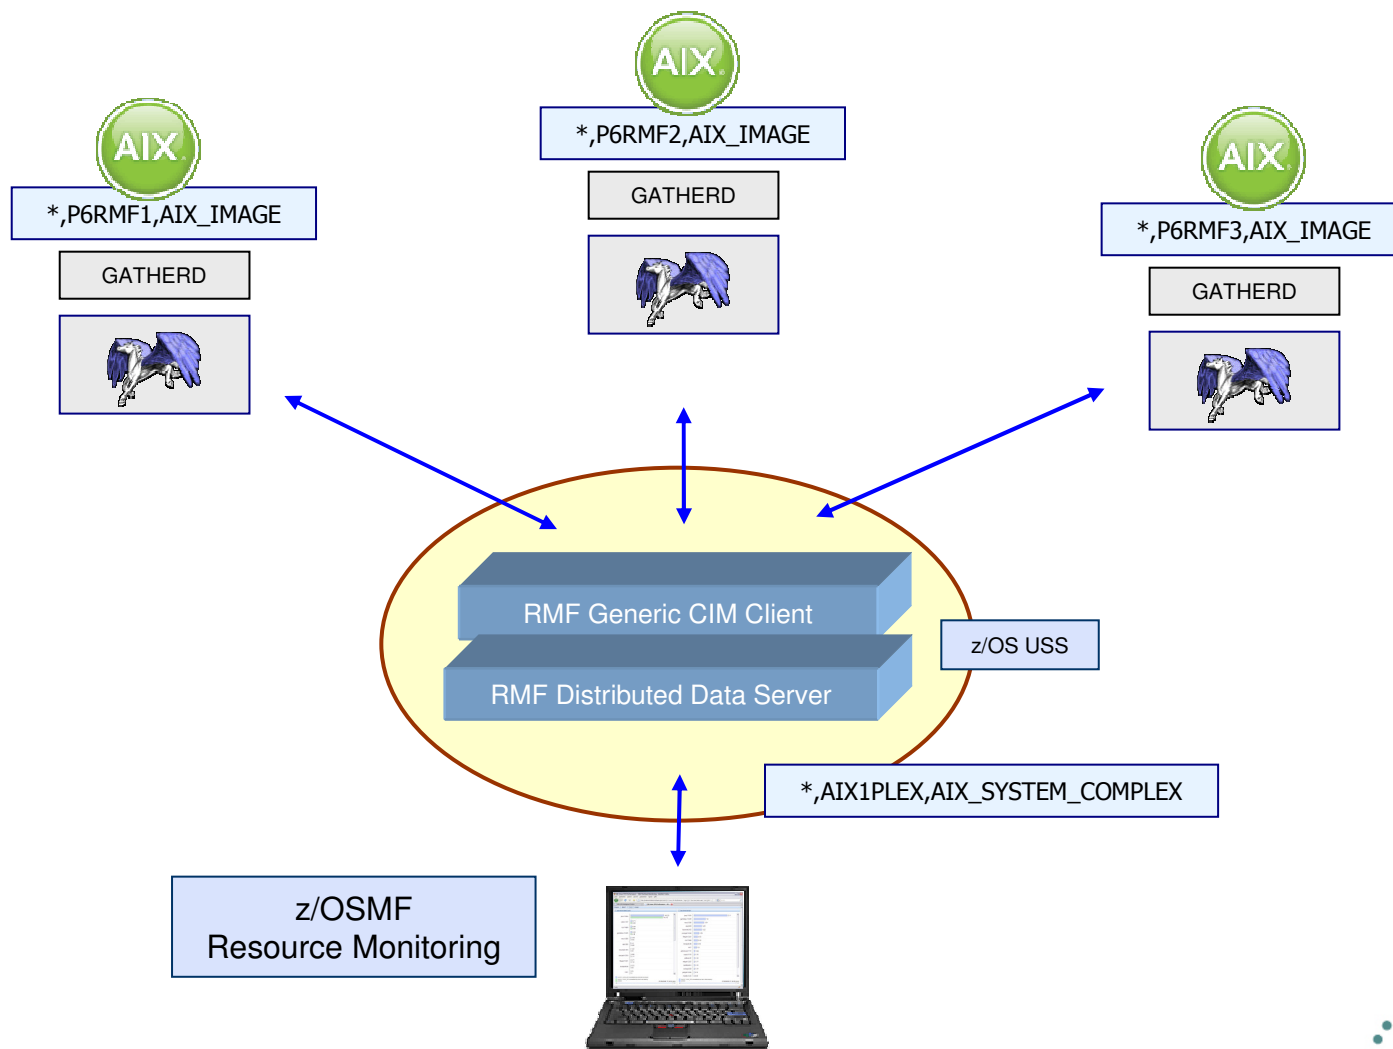 AIX
*,P6RMF2,AIX_IMAGE
GATHERD
AIX
*,P6RMF1,AIX_IMAGE
GATHERD
AIX
*,P6RMF3,AIX_IMAGE
GATHERD
RMF Generic CIM Client
RMF Distributed Data Server
z/OS USS
*,AIX1PLEX,AIX_SYSTEM_COMPLEX
z/OSMF
Resource Monitoring